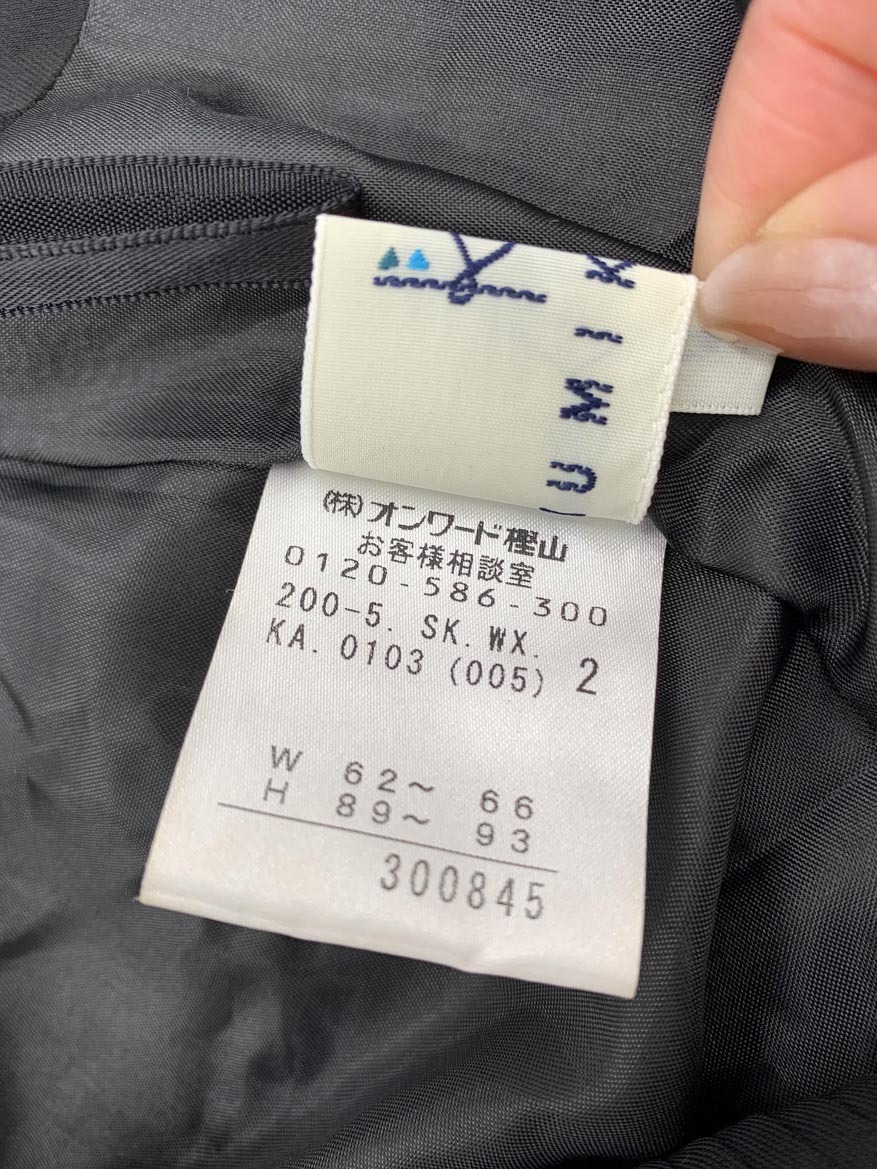 U M I X
(株)オンワード樫山
お客様相談室
0120-586-300
200-5. SK.WX.
KA. 0103 (005) 2
W 62～ 66
H 89～ 93
300845